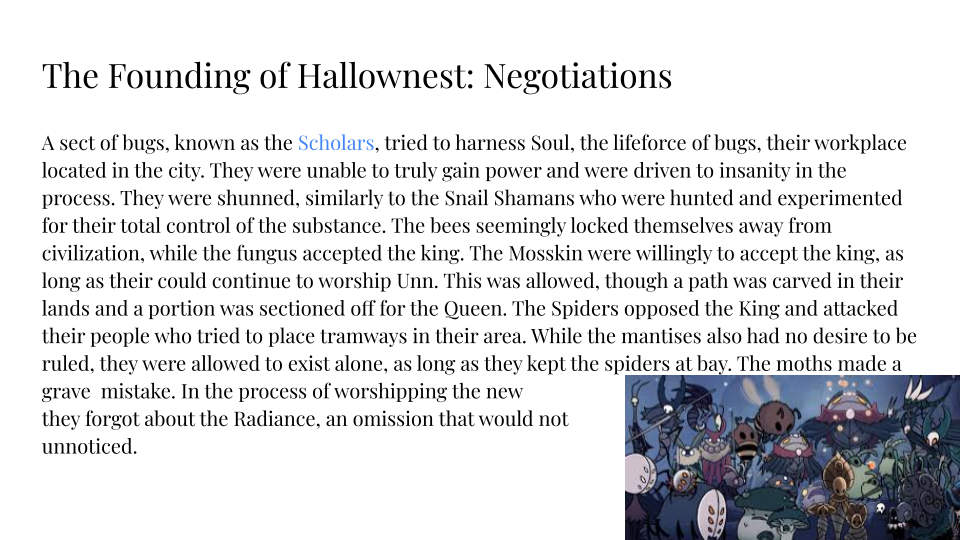 The Founding of Hallownest: Negotiations
A sect of bugs, known as the Scholars, tried to harness Soul, the lifeforce of bugs, their workplace
located in the city. They were unable to truly gain power and were driven to insanity in the
process. They were shunned, similarly to the Snail Shamans who were hunted and experimented
for their total control of the substance. The bees seemingly locked themselves away from
civilization, while the fungus accepted the king. The Mosskin were willingly to accept the king, as
long as their could continue to worship Unn. This was allowed, though a path was carved in their
lands and a portion was sectioned off for the Queen. The Spiders opposed the King and attacked
their people who tried to place tramways in their area. While the mantises also had no desire to be
ruled, they were allowed to exist alone, as long as they kept the spiders at bay. The moths made a
grave  mistake. In the process of worshipping the new
they forgot about the Radiance, an omission that would not
unnoticed.